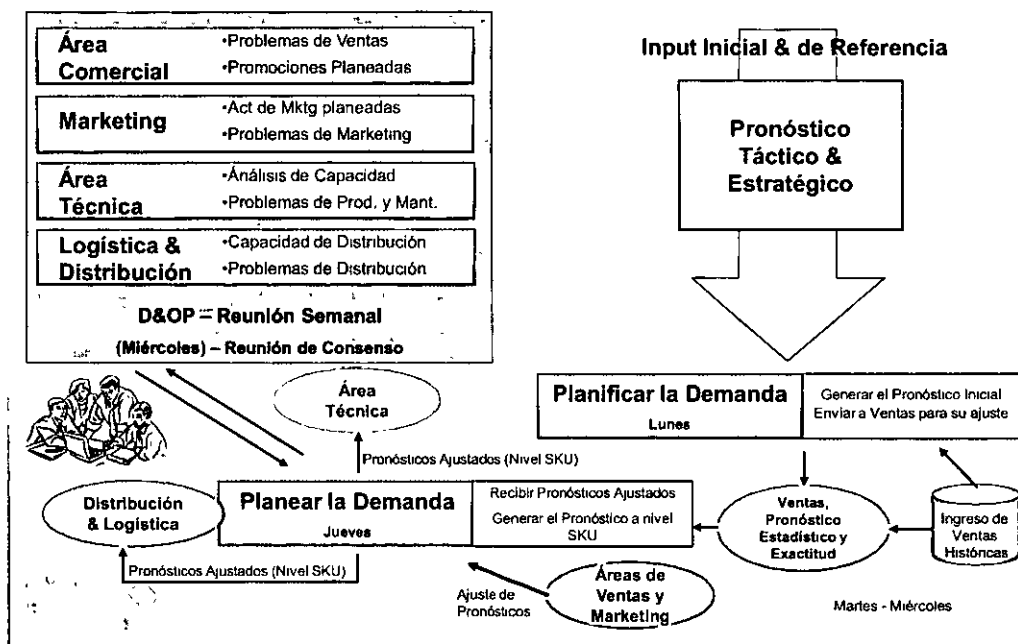 Área
Comercial
•Problemas de Ventas
•Promociones Planeadas
Marketing
•Act de Mktg planeadas
•Problemas de Marketing
Área
Técnica
•Ánálisis de Capacidad
•Problemas de Prod. y Mant.
Logística &
Distribución
•Capacidad de Distribución
•Problemas de Distribución
D&OP – Reunión Semanal
(Miércoles) – Reunión de Consenso
Input Inicial & de Referencia
Pronóstico
Táctico &
Estratégico
Planificar la Demanda
Lunes
Generar el Pronóstico Inicial
Enviar a Ventas para su ajuste
Área
Técnica
Pronósticos Ajustados (Nivel SKU)
Distribución
& Logística
Planear la Demanda
Jueves
Recibir Pronósticos Ajustados
Generar el Pronóstico a nivel
SKU
Ventas,
Pronóstico
Estadístico y
Exactitud
Ingreso de
Ventas
Históricas
Pronósticos Ajustados (Nivel SKU)
Ajuste de
Pronósticos
Áreas de
Ventas y
Marketing
Martes - Miércoles